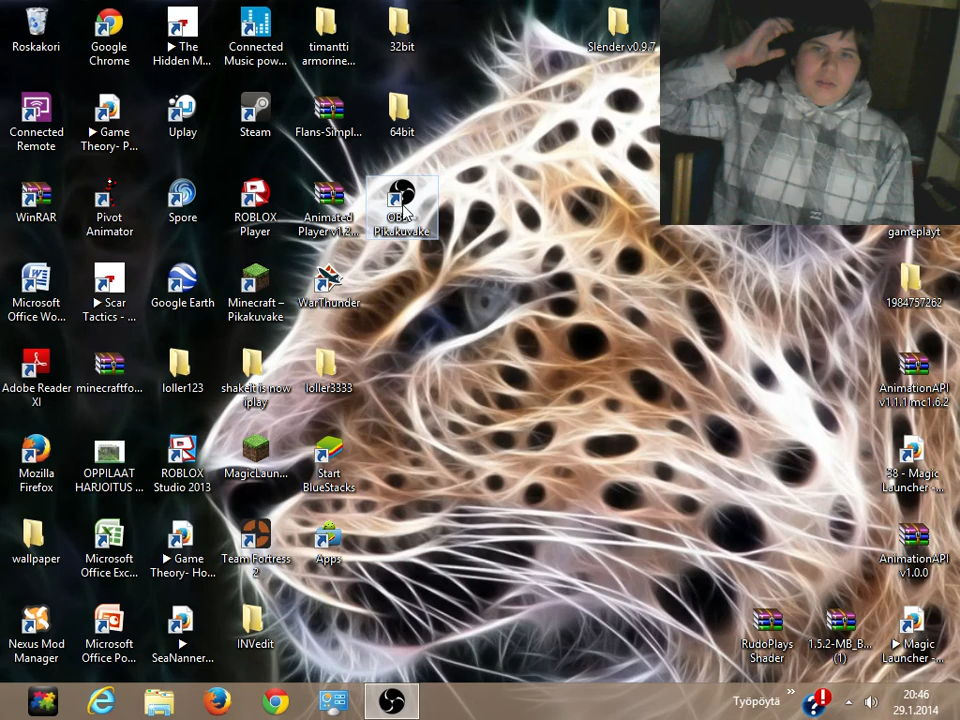 Roskakori
Google
Chrome
▶ The
Hidden M...
Connected
Music pow...
timantti
armorine...
32bit
Slender v0.9.7
Connected
Remote
▶ Game
Theory- P...
Uplay
Steam
Flans-Simpl...
64bit
WinRAR
Pivot
Animator
Spore
ROBLOX
Player
Animated
Player v1.2...
OBS -
Pikakuvake
gameplayt
Microsoft
Office Wo...
▶ Scar
Tactics - ...
Google Earth
Minecraft –
Pikakuvake
WarThunder
1984757262
Adobe Reader
XI
minecraftfo...
loller123
shakeit is now
iplay
loller3333
AnimationAPI
v1.1.1 mc1.6.2
Mozilla
Firefox
OPPILAAT
HARJOITUS ...
ROBLOX
Studio 2013
MagicLaun...
Start
BlueStacks
58 - Magic
Launcher -...
wallpaper
Microsoft
Office Exc...
▶ Game
Theory- Ho...
Team Fortress
2
Apps
AnimationAPI
v1.0.0
Nexus Mod
Manager
Microsoft
Office Po...
▶
SeaNanner...
INVedit
RudoPlays
Shader
1.5.2-MB_B...
(1)
▶ Magic
Launcher -...
Työpöytä
20:46
29.1.2014